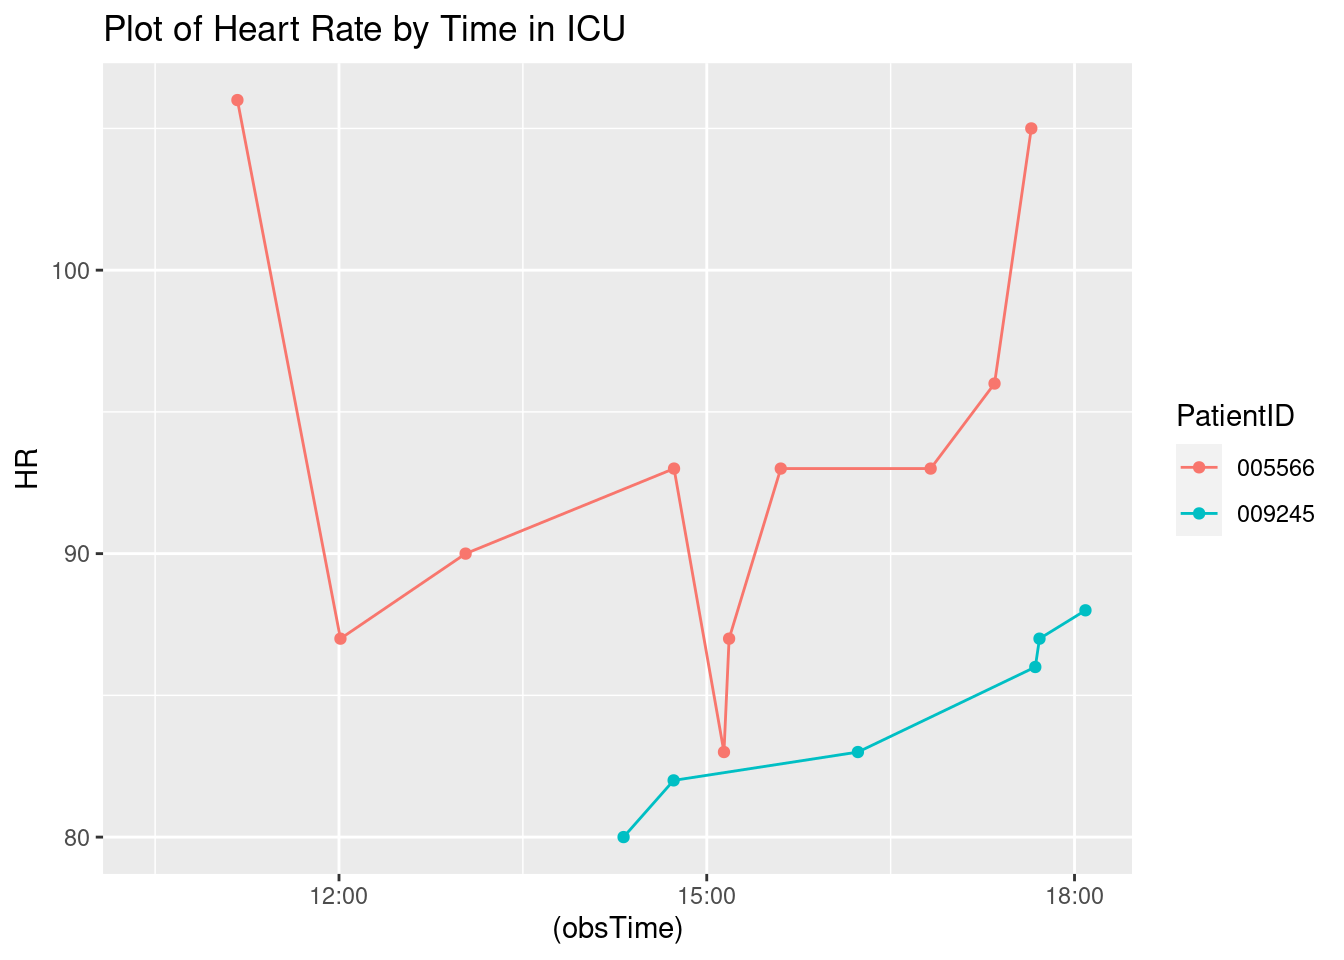 Plot of Heart Rate by Time in ICU
HR
100
90
80
12:00
15:00
18:00
(obsTime)
PatientID
005566
009245